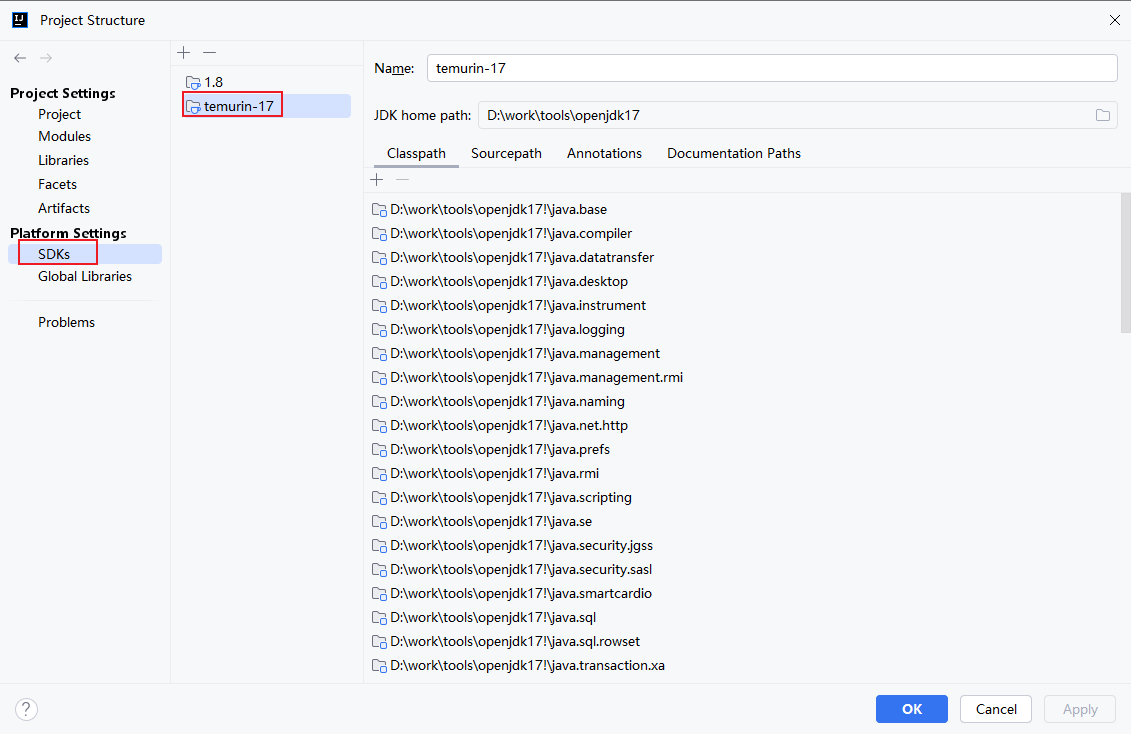 Project Structure
Project Settings
Project
Modules
Libraries
Facets
Artifacts
Platform Settings
SDKs
Global Libraries
Problems
1.8
temurin-17
Name: temurin-17
JDK home path: D:\work\tools\openjdk17
Classpath Sourcepath Annotations Documentation Paths
D:\work\tools\openjdk17!\java.base
D:\work\tools\openjdk17!\java.compiler
D:\work\tools\openjdk17!\java.datatransfer
D:\work\tools\openjdk17!\java.desktop
D:\work\tools\openjdk17!\java.instrument
D:\work\tools\openjdk17!\java.logging
D:\work\tools\openjdk17!\java.management
D:\work\tools\openjdk17!\java.management.rmi
D:\work\tools\openjdk17!\java.naming
D:\work\tools\openjdk17!\java.net.http
D:\work\tools\openjdk17!\java.prefs
D:\work\tools\openjdk17!\java.rmi
D:\work\tools\openjdk17!\java.scripting
D:\work\tools\openjdk17!\java.se
D:\work\tools\openjdk17!\java.security.jgss
D:\work\tools\openjdk17!\java.security.sasl
D:\work\tools\openjdk17!\java.smartcardio
D:\work\tools\openjdk17!\java.sql
D:\work\tools\openjdk17!\java.sql.rowset
D:\work\tools\openjdk17!\java.transaction.xa
? OK Cancel Apply